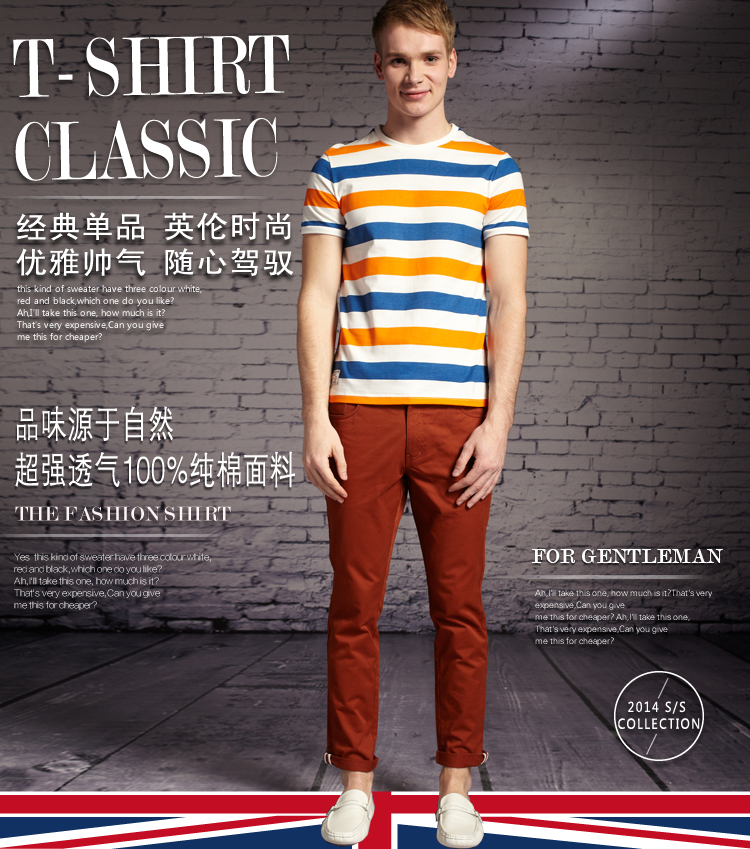 T-SHIRT
CLASSIC
经典单品 英伦时尚
优雅帅气 随心驾驭
this kind of sweater have three colour white,
red and black,which one do you like?
Ah,I'll take this one, how much is it?
That's very expensive,Can you give
me this for cheaper?
品味源于自然
超强透气100%纯棉面料
THE FASHION SHIRT
Yes this kind of sweater have three colour white,
red and black,which one do you like?
Ah,I'll take this one, how much is it?
That's very expensive,Can you give
me this for cheaper?
FOR GENTLEMAN
Ah,I'll take this one, how much is it?That's very
expensive,Can you give
me this for cheaper? Ah,I'll take this one,
That's very expensive,Can you give
me this for cheaper?
2014 S/S
COLLECTION